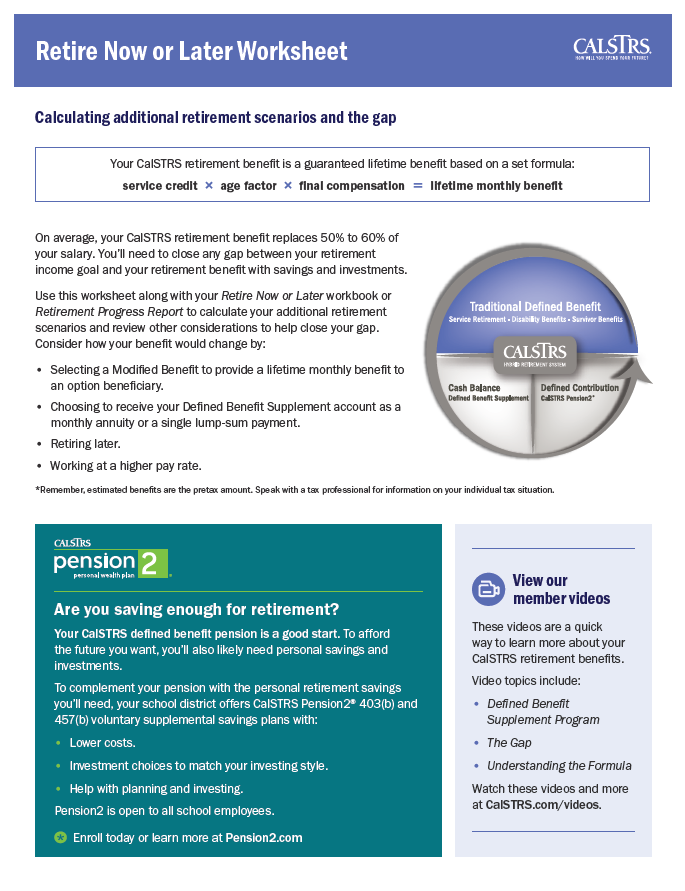 Retire Now or Later Worksheet
CALSTRS
HOW WILL YOU SPEND YOUR FUTURE?
Calculating additional retirement scenarios and the gap
Your CalSTRS retirement benefit is a guaranteed lifetime benefit based on a set formula:
service credit × age factor × final compensation = lifetime monthly benefit
On average, your CalSTRS retirement benefit replaces 50% to 60% of
your salary. You'll need to close any gap between your retirement
income goal and your retirement benefit with savings and investments.
Use this worksheet along with your Retire Now or Later workbook or
Retirement Progress Report to calculate your additional retirement
scenarios and review other considerations to help close your gap.
Consider how your benefit would change by:
• Selecting a Modified Benefit to provide a lifetime monthly benefit to
an option beneficiary.
• Choosing to receive your Defined Benefit Supplement account as a
monthly annuity or a single lump-sum payment.
• Retiring later.
• Working at a higher pay rate.
Traditional Defined Benefit
Service Retirement • Disability Benefits • Survivor Benefits
CALSTRS
HYBRID RETIREMENT SYSTEM
Cash Balance
Defined Benefit Supplement
Defined Contribution
CalSTRS Pension2®
*Remember, estimated benefits are the pretax amount. Speak with a tax professional for information on your individual tax situation.
CALSTRS
pension2
personal wealth plan
Are you saving enough for retirement?
Your CalSTRS defined benefit pension is a good start. To afford
the future you want, you'll also likely need personal savings and
investments.
To complement your pension with the personal retirement savings
you'll need, your school district offers CalSTRS Pension2® 403(b) and
457(b) voluntary supplemental savings plans with:
• Lower costs.
• Investment choices to match your investing style.
• Help with planning and investing.
Pension2 is open to all school employees.
* Enroll today or learn more at Pension2.com
View our
member videos
These videos are a quick
way to learn more about your
CalSTRS retirement benefits.
Video topics include:
• Defined Benefit
Supplement Program
• The Gap
• Understanding the Formula
Watch these videos and more
at CalSTRS.com/videos.